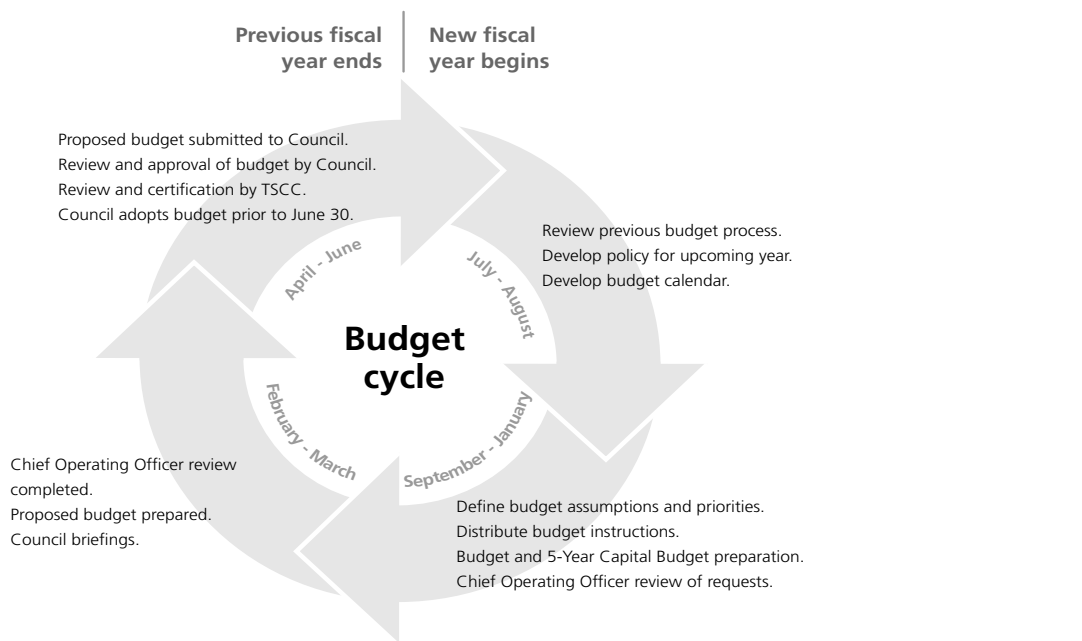 Previous fiscal
year ends
New fiscal
year begins
Proposed budget submitted to Council.
Review and approval of budget by Council.
Review and certification by TSCC.
Council adopts budget prior to June 30.
Review previous budget process.
Develop policy for upcoming year.
Develop budget calendar.
April - June
July - August
Budget
cycle
February - March
September - January
Chief Operating Officer review
completed.
Proposed budget prepared.
Council briefings.
Define budget assumptions and priorities.
Distribute budget instructions.
Budget and 5-Year Capital Budget preparation.
Chief Operating Officer review of requests.